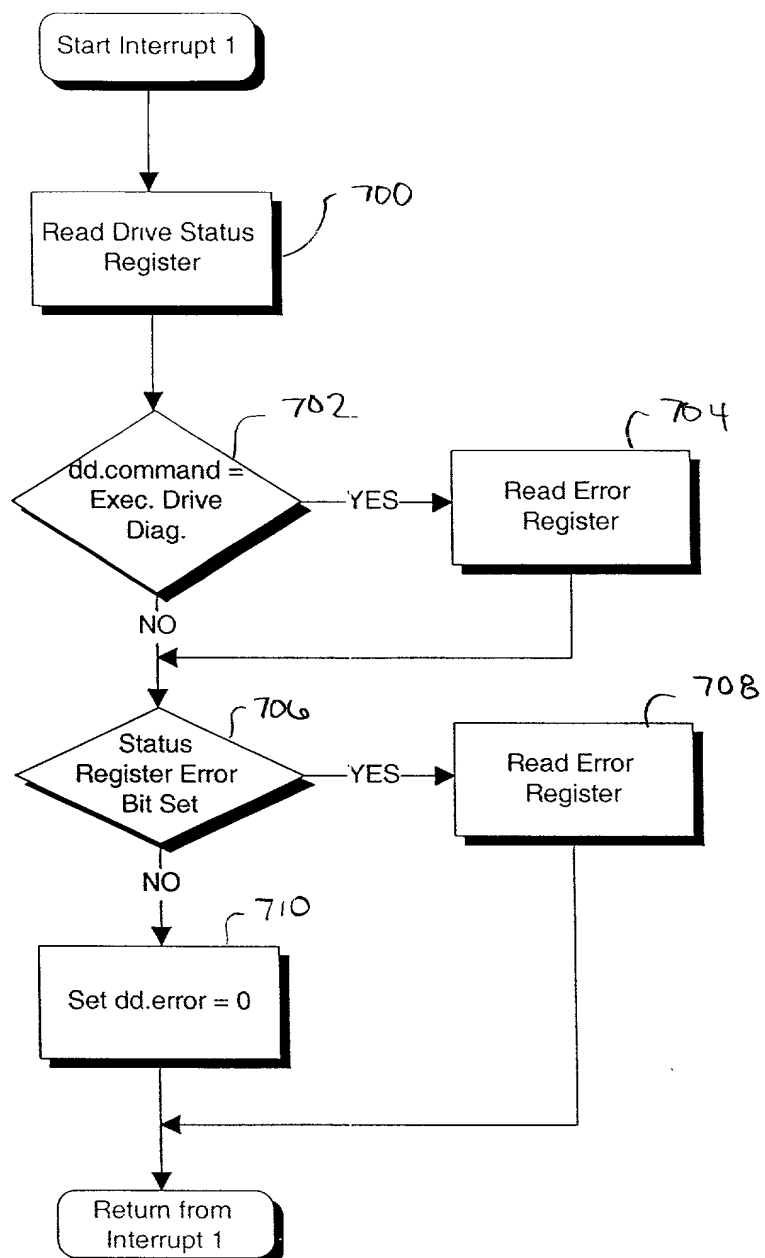 Start Interrupt 1
700
Read Drive Status
Register
702
704
dd.command =
Exec. Drive
Diag.
YES
Read Error
Register
NO
706
708
Status
Register Error
Bit Set
YES
Read Error
Register
NO
710
Set dd.error = 0
Return from
Interrupt 1